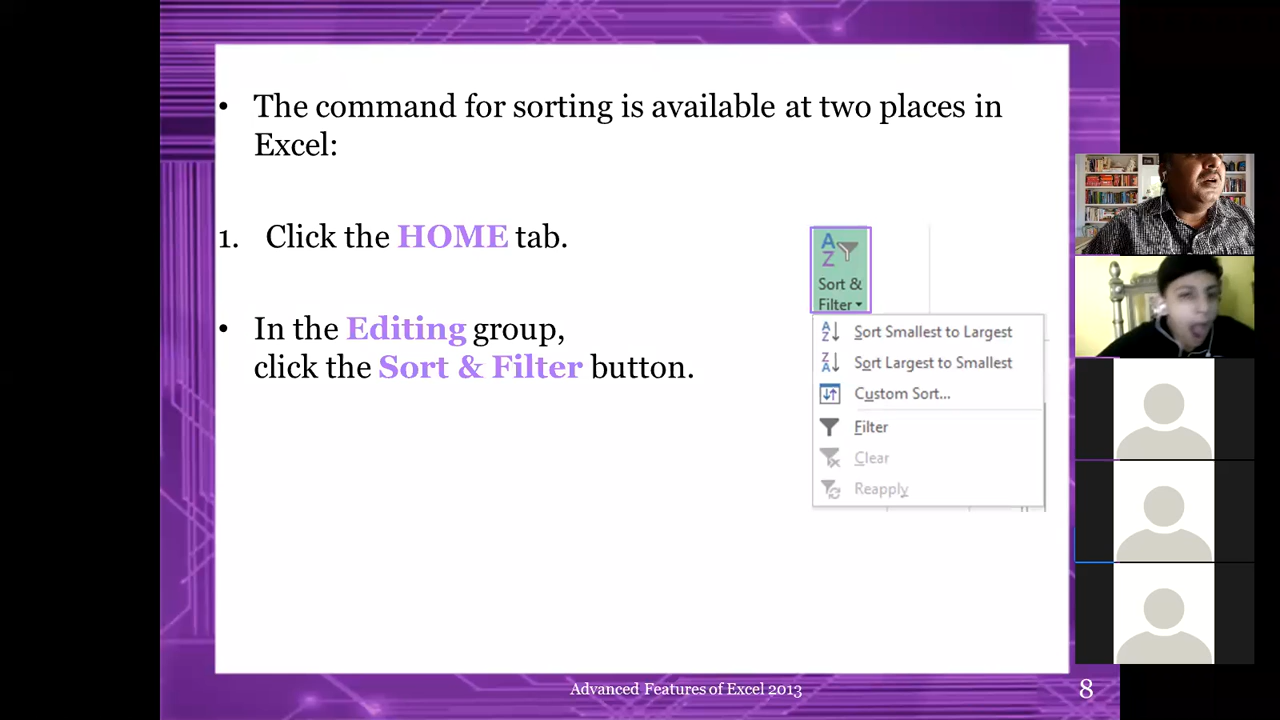 • The command for sorting is available at two places in
Excel:
1. Click the HOME tab.
• In the Editing group,
click the Sort & Filter button.
A
Z
Sort &
Filter
Sort Smallest to Largest
Sort Largest to Smallest
Custom Sort...
Filter
Clear
Reapply
Advanced Features of Excel 2013
8